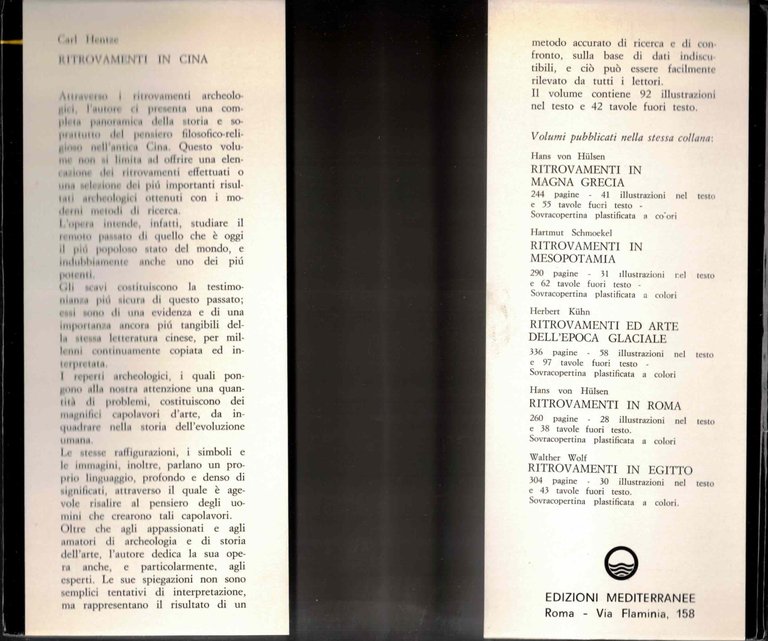 Carl Hentze
RITROVAMENTI IN CINA
Attraverso i ritrovamenti archeolo-
gici, l'autore ci presenta una com-
pleta panoramica della storia e so-
prattutto del pensiero filosofico-reli-
gioso nell'antica Cina. Questo volu-
me non si limita ad offrire una elen-
cazione dei ritrovamenti effettuati o
una selezione dei piú importanti risul-
tati archeologici ottenuti con i mo-
derni metodi di ricerca.
L'opera intende, infatti, studiare il
remoto passato di quello che è oggi
il piú popoloso stato del mondo, e
indubbiamente anche uno dei piú
potenti.
Gli scavi costituiscono la testimo-
nianza piú sicura di questo passato;
essi sono di una evidenza e di una
importanza ancora piú tangibili del-
la stessa letteratura cinese, per mil-
lenni continuamente copiata ed in-
terpretata.
I reperti archeologici, i quali pon-
gono alla nostra attenzione una quan-
tità di problemi, costituiscono dei
magnifici capolavori d'arte, da in-
quadrare nella storia dell'evoluzione
umana.
Le stesse raffigurazioni, i simboli e
le immagini, inoltre, parlano un pro-
prio linguaggio, profondo e denso di
significati, attraverso il quale è age-
vole risalire al pensiero degli uo-
mini che crearono tali capolavori.
Oltre che agli appassionati e agli
amatori di archeologia e di storia
dell'arte, l'autore dedica la sua ope-
ra anche, e particolarmente, agli
esperti. Le sue spiegazioni non sono
semplici tentativi di interpretazione,
ma rappresentano il risultato di un
metodo accurato di ricerca e di con-
fronto, sulla base di dati indiscu-
tibili, e ciò può essere facilmente
rilevato da tutti i lettori.
Il volume contiene 92 illustrazioni
nel testo e 42 tavole fuori testo.
Volumi pubblicati nella stessa collana:
Hans von Hülsen
RITROVAMENTI IN
MAGNA GRECIA
244 pagine - 41 illustrazioni nel testo
e 55 tavole fuori testo -
Sovracopertina plastificata a co'ori
Hartmut Schmoekel
RITROVAMENTI IN
MESOPOTAMIA
290 pagine - 31 illustrazioni nel testo
e 62 tavole fuori testo -
Sovracopertina plastificata a colori
Herbert Kühn
RITROVAMENTI ED ARTE
DELL'EPOCA GLACIALE
336 pagine - 58 illustrazioni nel testo
e 97 tavole fuori testo -
Sovracopertina plastificata a colori
Hans von Hülsen
RITROVAMENTI IN ROMA
260 pagine - 28 illustrazioni nel testo
e 38 tavole fuori testo.
Sovracopertina plastificata a colori
Walther Wolf
RITROVAMENTI IN EGITTO
304 pagine - 30 illustrazioni nel testo
e 43 tavole fuori testo.
Sovracopertina plastificata a colori.
EDIZIONI MEDITERRANEE
Roma - Via Flaminia, 158